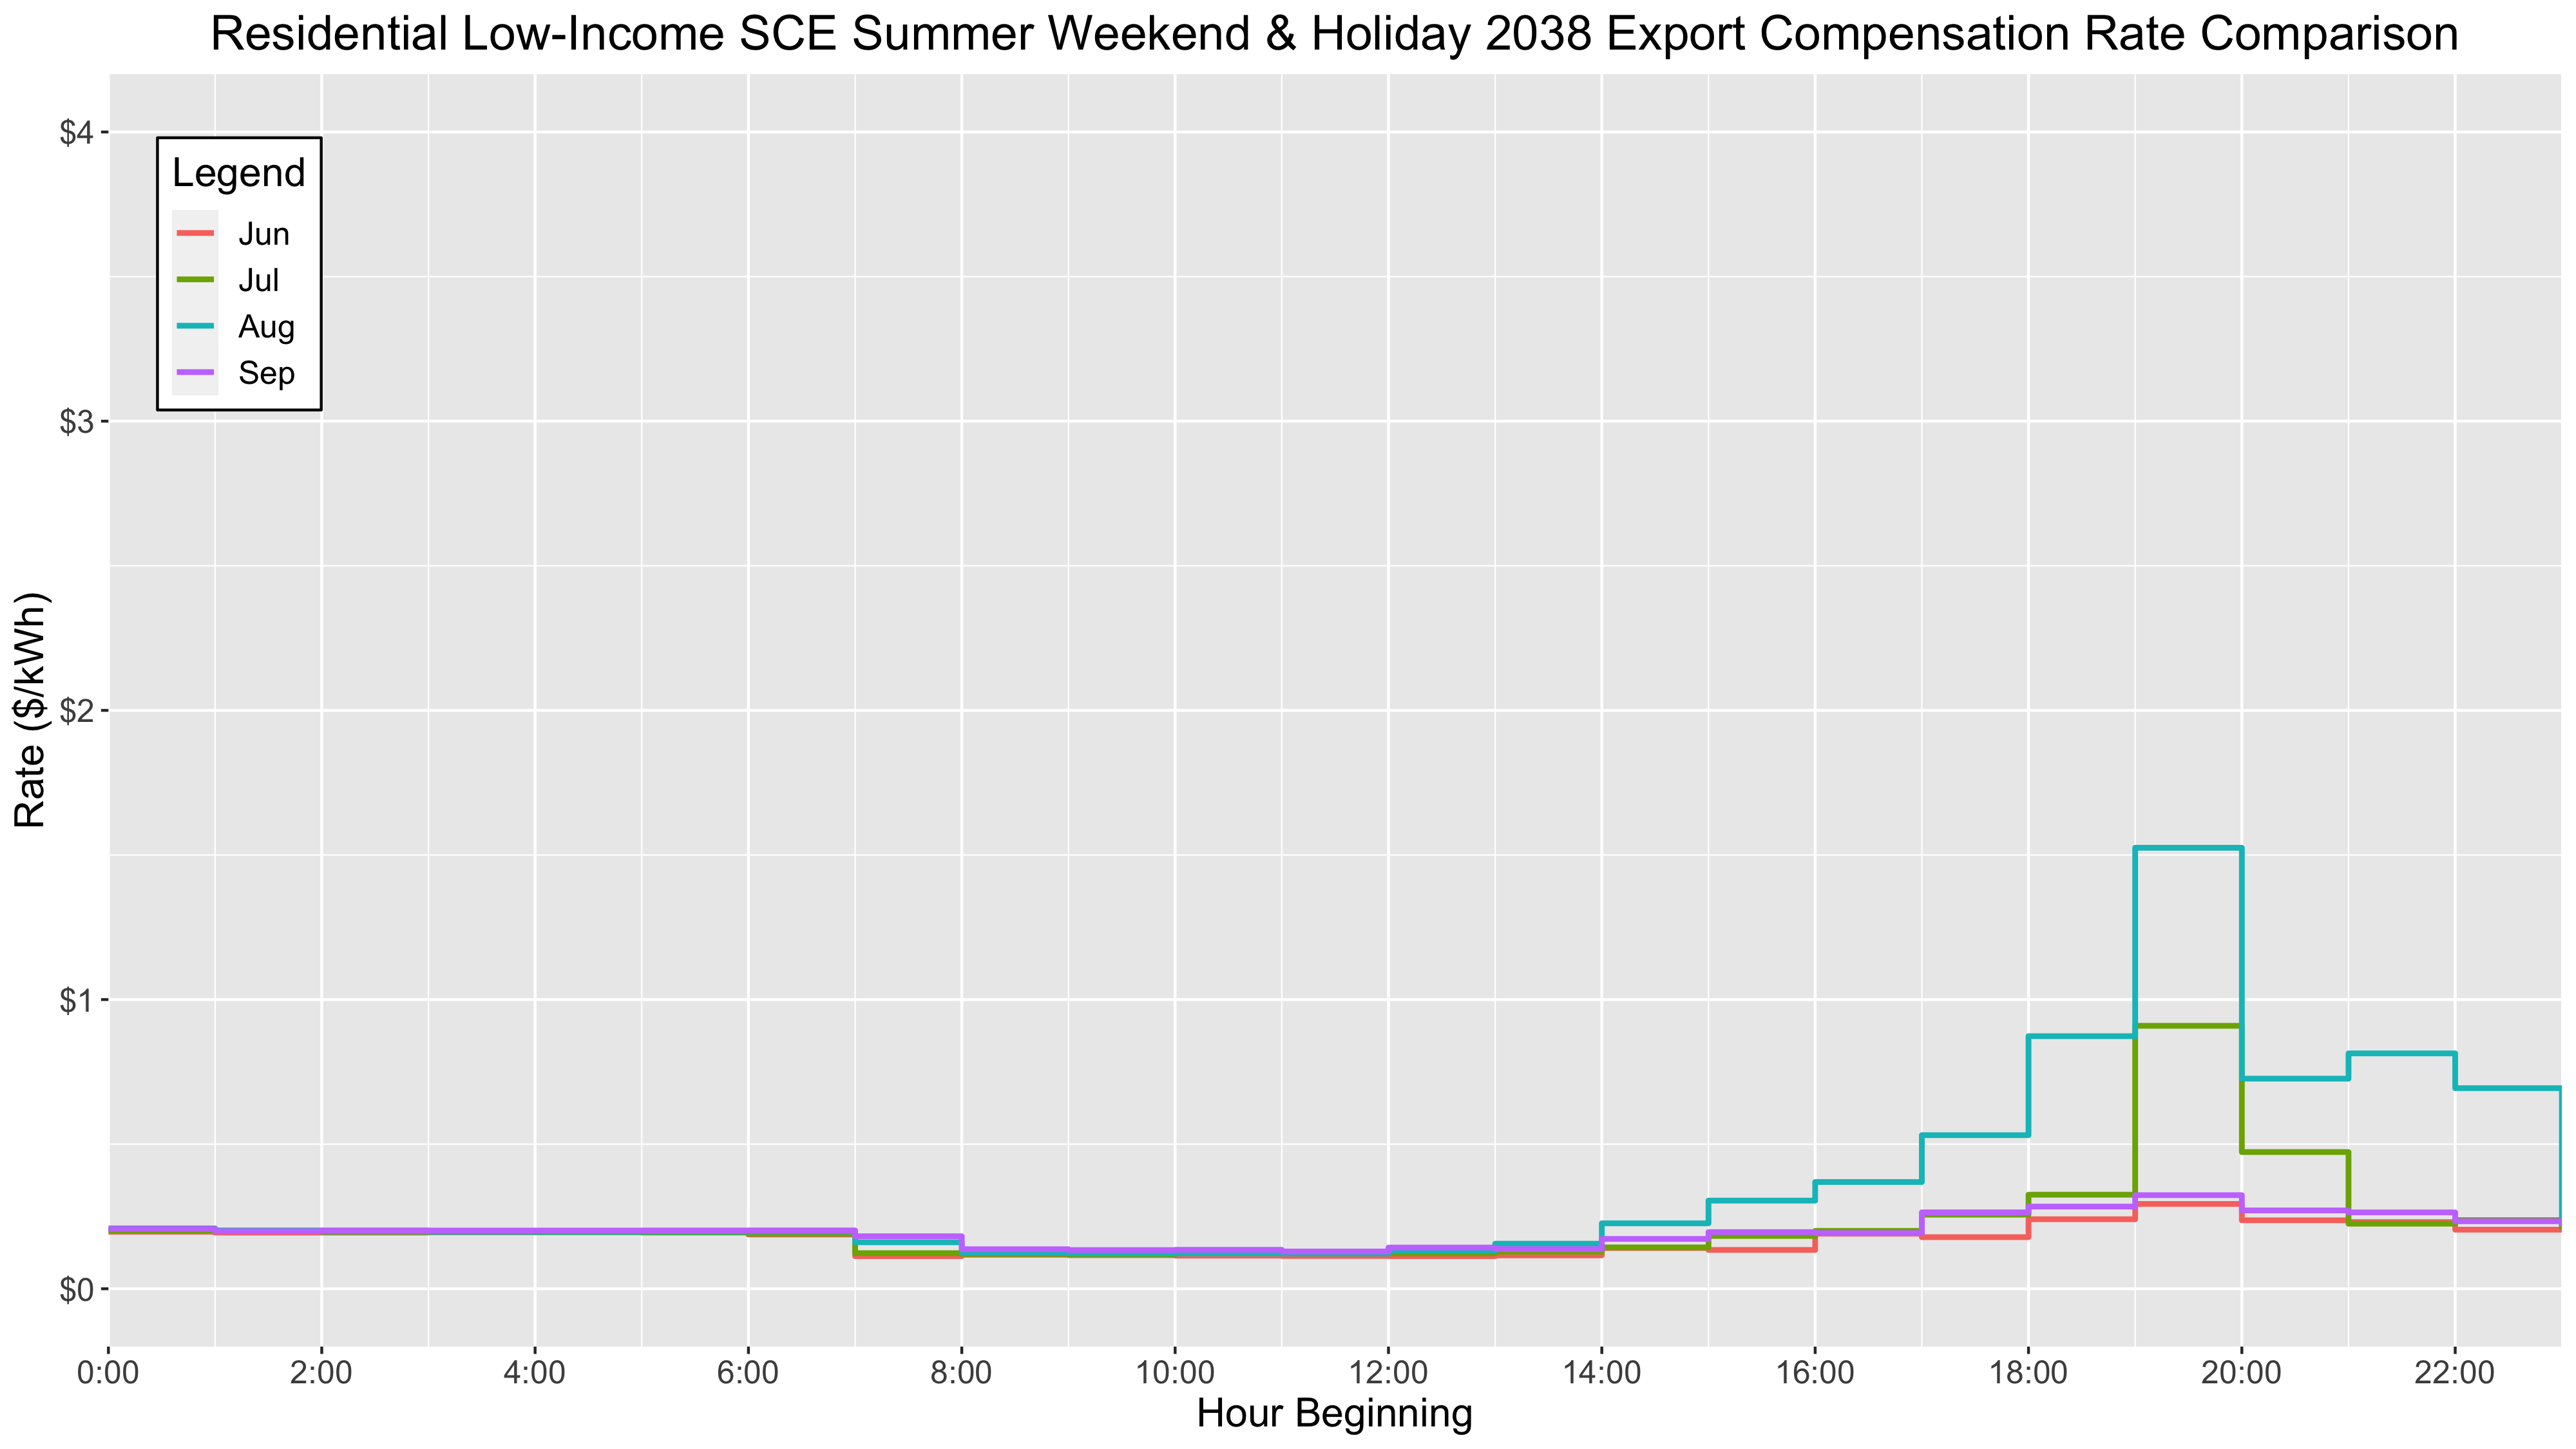 Residential Low-Income SCE Summer Weekend & Holiday 2038 Export Compensation Rate Comparison
$4
Legend
Jun
Jul
Aug
Sep
$3
Rate ($/kWh)
$2
$1
$0
0:00 2:00 4:00 6:00 8:00 10:00 12:00 14:00 16:00 18:00 20:00 22:00
Hour Beginning